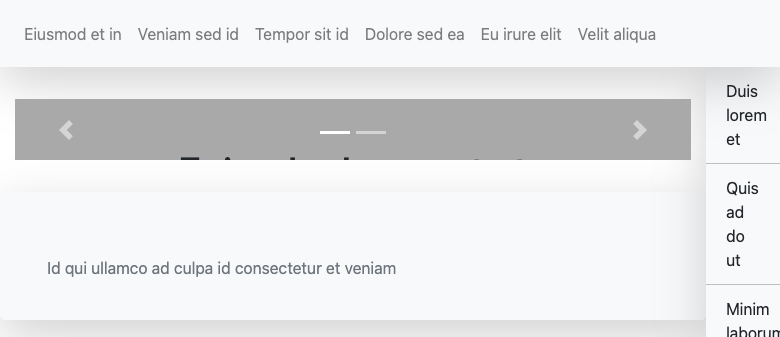 Eiusmod et in Veniam sed id Tempor sit id Dolore sed ea Eu irure elit Velit aliqua
Id qui ullamco ad culpa id consectetur et veniam
Duis
lorem
et
Quis
ad
do
ut
Minim
laborum